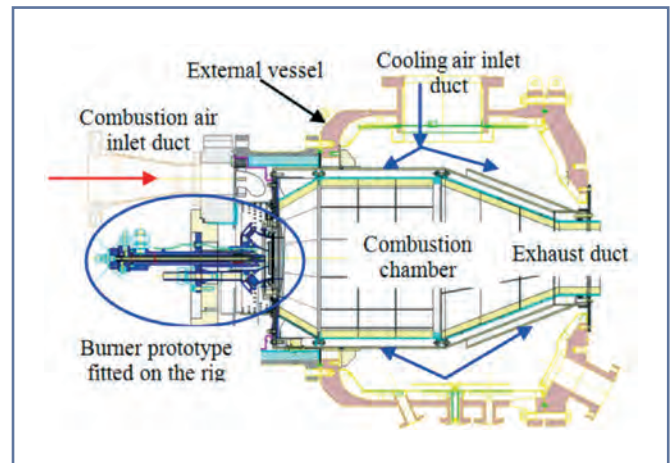 Cooling air inlet
duct
External vessel
Combustion air
inlet duct
Combustion
chamber
Exhaust duct
Burner prototype
fitted on the rig